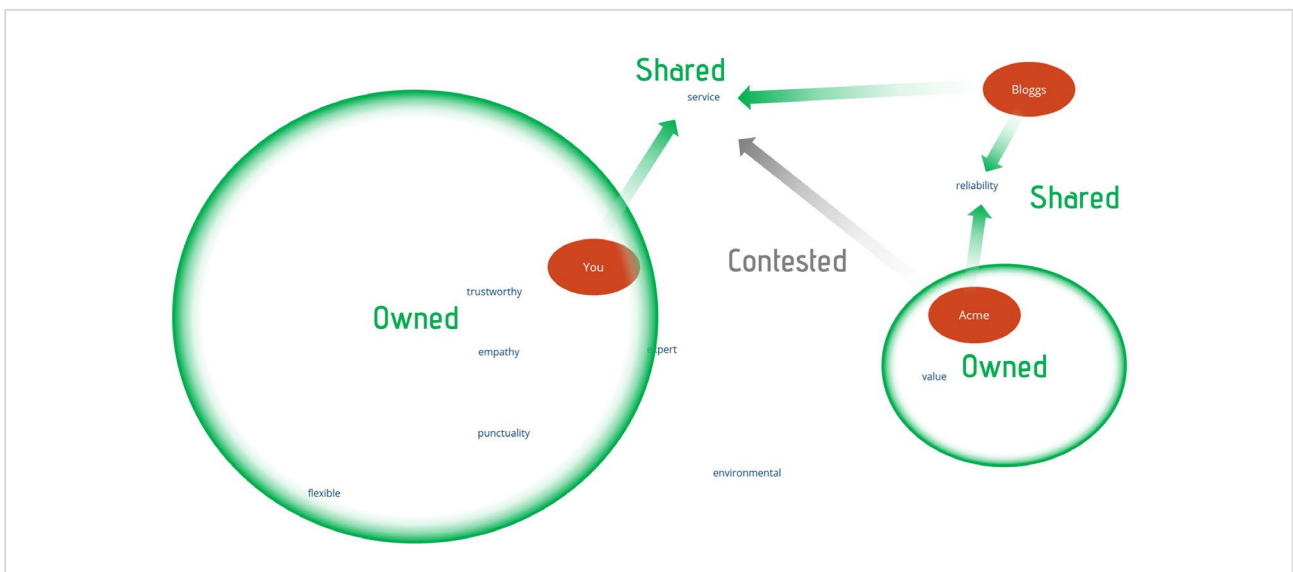 Shared
service
Bloggs
reliability
Shared
Contested
You
trustworthy
Owned
Acme
empathy
expert
value
Owned
punctuality
environmental
flexible